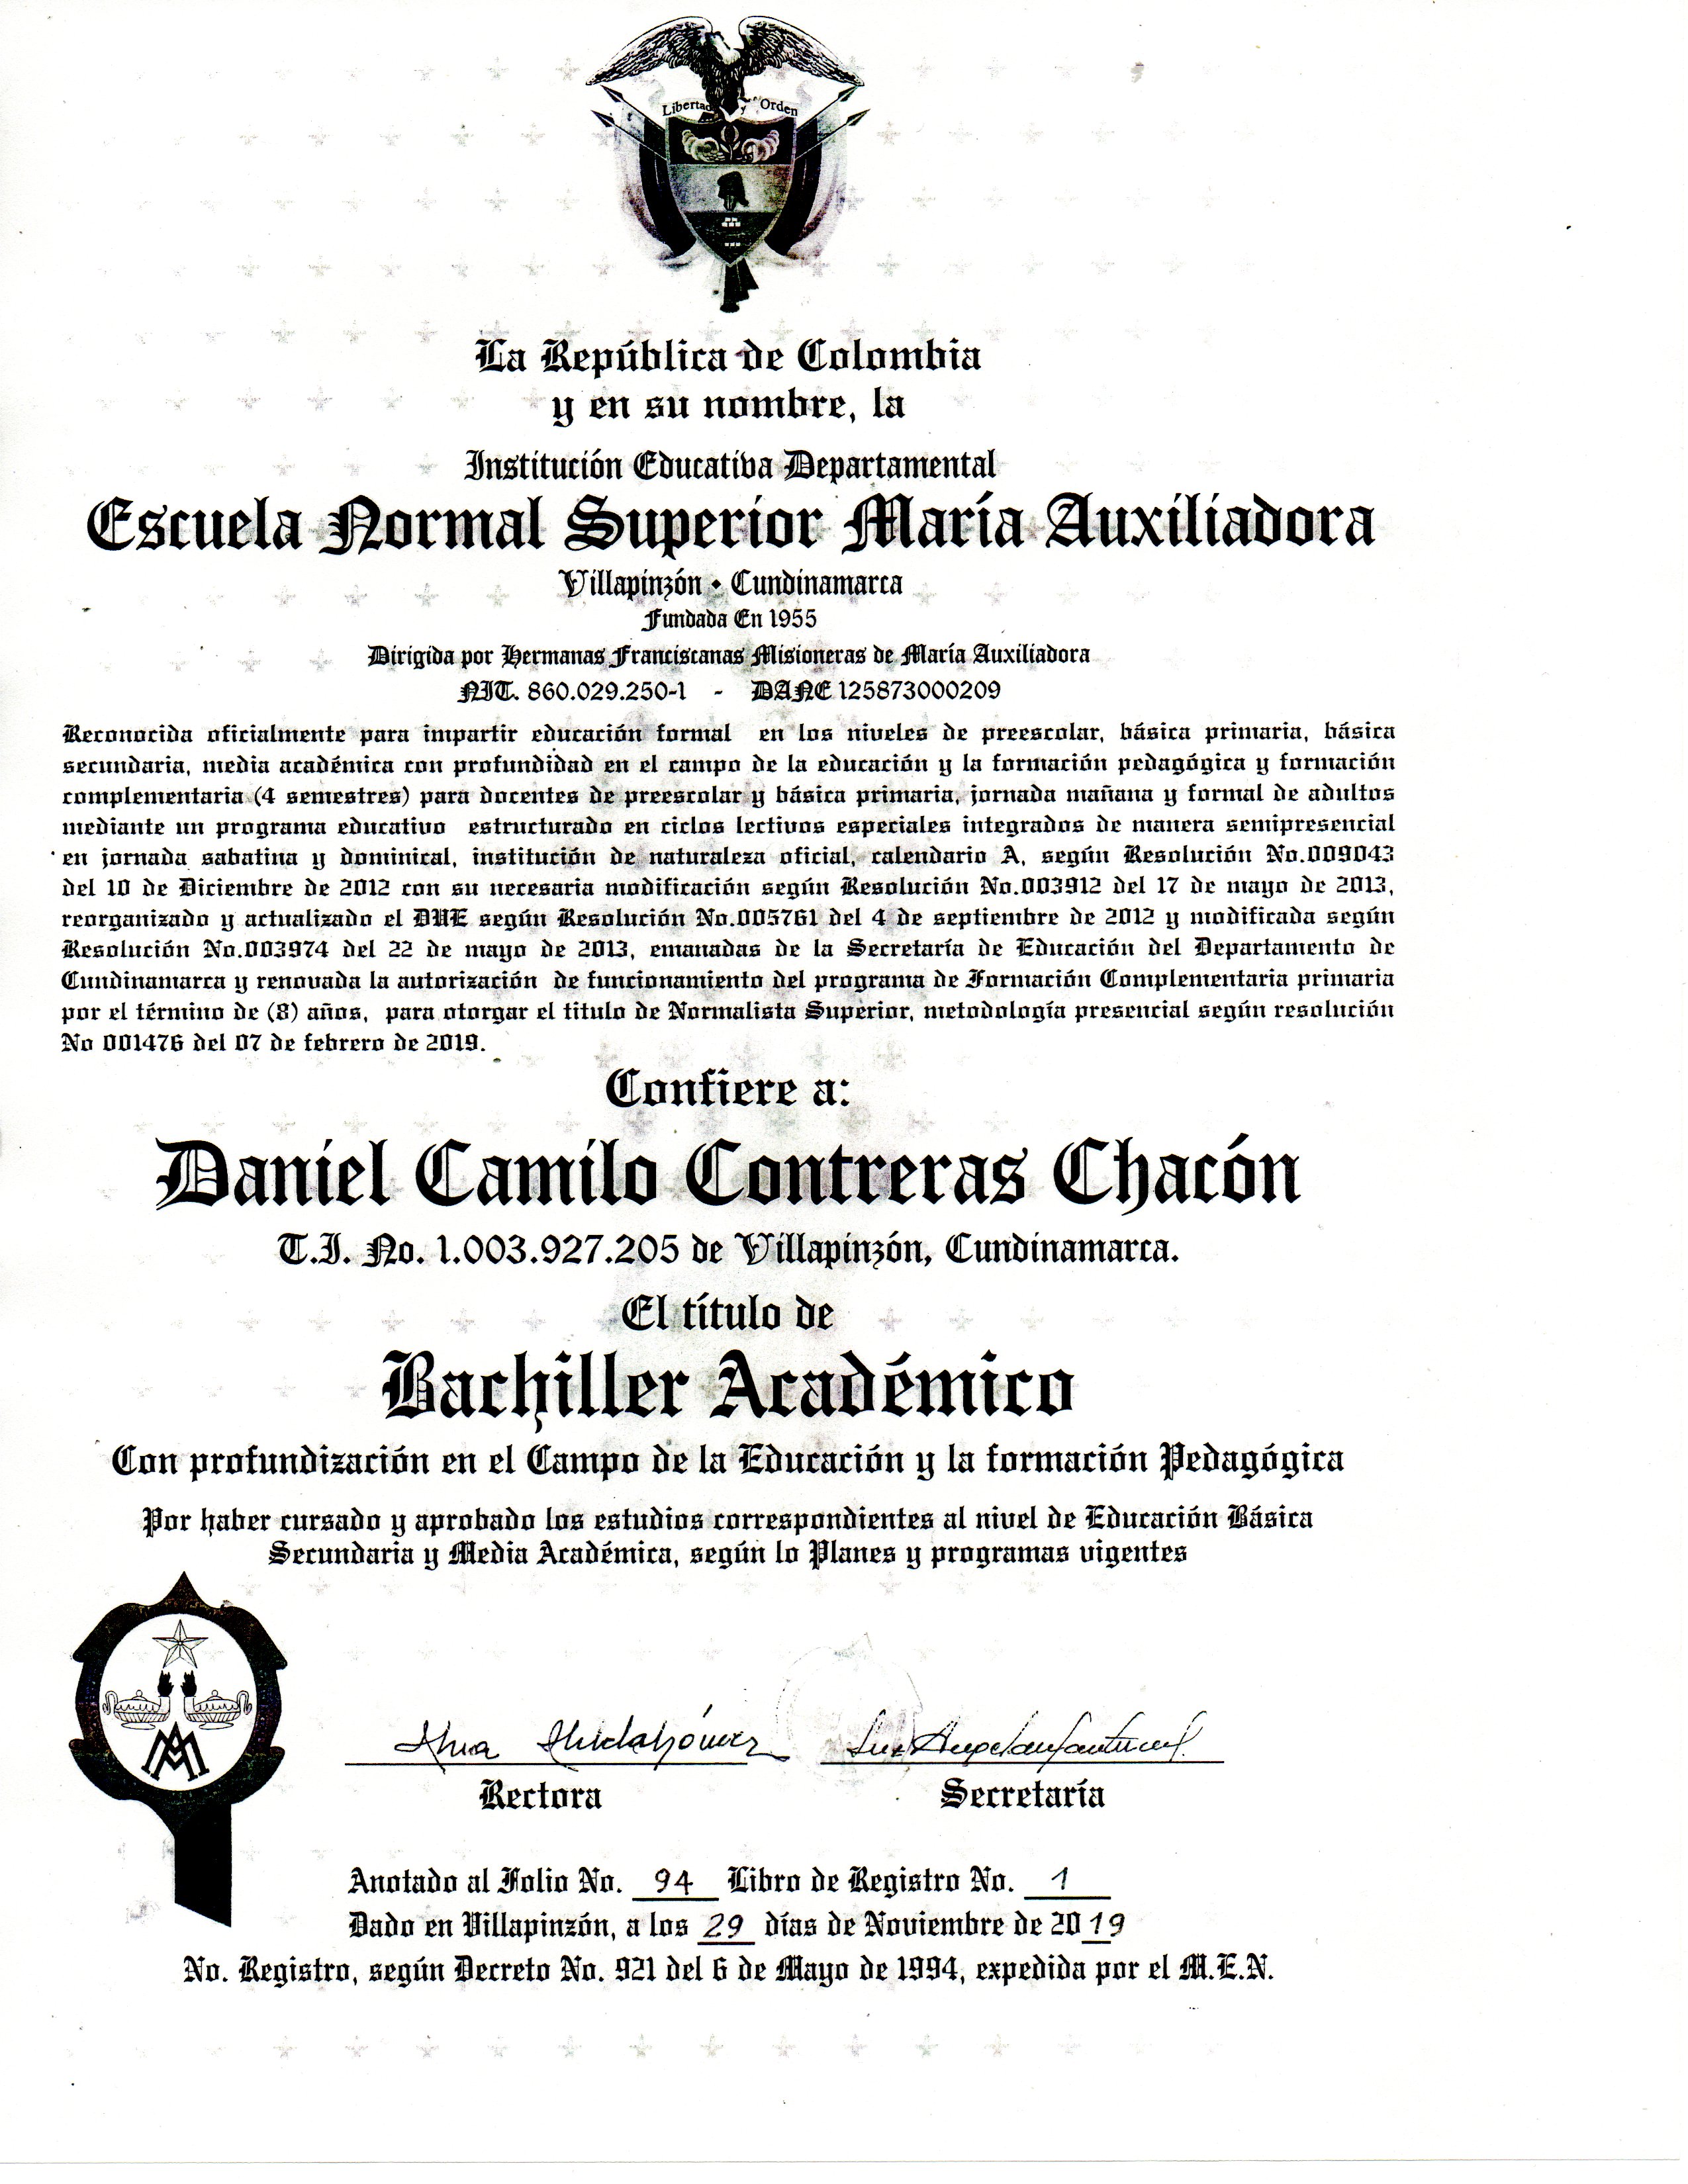 Libertad y Orden
La República de Colombia
y en su nombre, la
Institución Educativa Departamental
Escuela Normal Superior María Auxiliadora
Villapinzón • Cundinamarca
Fundada En 1955
Dirigida por Hermanas Franciscanas Misioneras de María Auxiliadora
NIT. 860.029.250-1 - DANE 125873000209
Reconocida oficialmente para impartir educación formal en los niveles de preescolar, básica primaria, básica
secundaria, media académica con profundidad en el campo de la educación y la formación pedagógica y formación
complementaria (4 semestres) para docentes de preescolar y básica primaria, jornada mañana y formal de adultos
mediante un programa educativo estructurado en ciclos lectivos especiales integrados de manera semipresencial
en jornada sabatina y dominical, institución de naturaleza oficial, calendario A, según Resolución No.009043
del 10 de Diciembre de 2012 con su necesaria modificación según Resolución No.003912 del 17 de mayo de 2013,
reorganizado y actualizado el DUE según Resolución No.005761 del 4 de septiembre de 2012 y modificada según
Resolución No.003974 del 22 de mayo de 2013, emanadas de la Secretaría de Educación del Departamento de
Cundinamarca y renovada la autorización de funcionamiento del programa de Formación Complementaria primaria
por el término de (8) años, para otorgar el titulo de Normalista Superior, metodología presencial según resolución
No 001476 del 07 de febrero de 2019.
Confiere a:
Daniel Camilo Contreras Chacón
T.I. No. 1.003.927.205 de Villapinzón, Cundinamarca.
El título de
Bachiller Académico
Con profundización en el Campo de la Educación y la formación Pedagógica
Por haber cursado y aprobado los estudios correspondientes al nivel de Educación Básica
Secundaria y Media Académica, según lo Planes y programas vigentes
Rectora Secretaría
Anotado al Folio No. 94 Libro de Registro No. 1
Dado en Villapinzón, a los 29 días de Noviembre de 2019
No. Registro, según Decreto No. 921 del 6 de Mayo de 1994, expedida por el M.E.N.